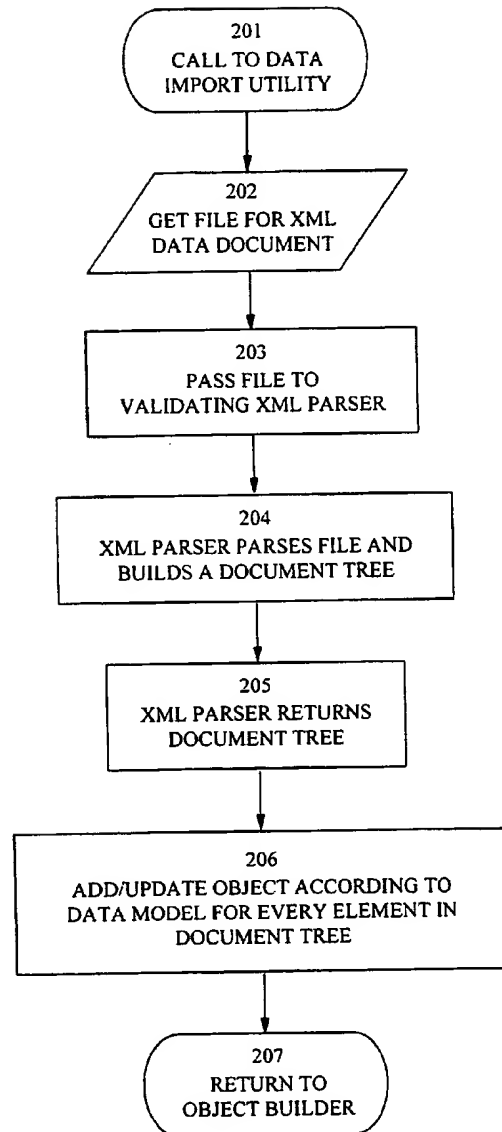 201
CALL TO DATA
IMPORT UTILITY
202
GET FILE FOR XML
DATA DOCUMENT
203
PASS FILE TO
VALIDATING XML PARSER
204
XML PARSER PARSES FILE AND
BUILDS A DOCUMENT TREE
205
XML PARSER RETURNS
DOCUMENT TREE
206
ADD/UPDATE OBJECT ACCORDING TO
DATA MODEL FOR EVERY ELEMENT IN
DOCUMENT TREE
207
RETURN TO
OBJECT BUILDER